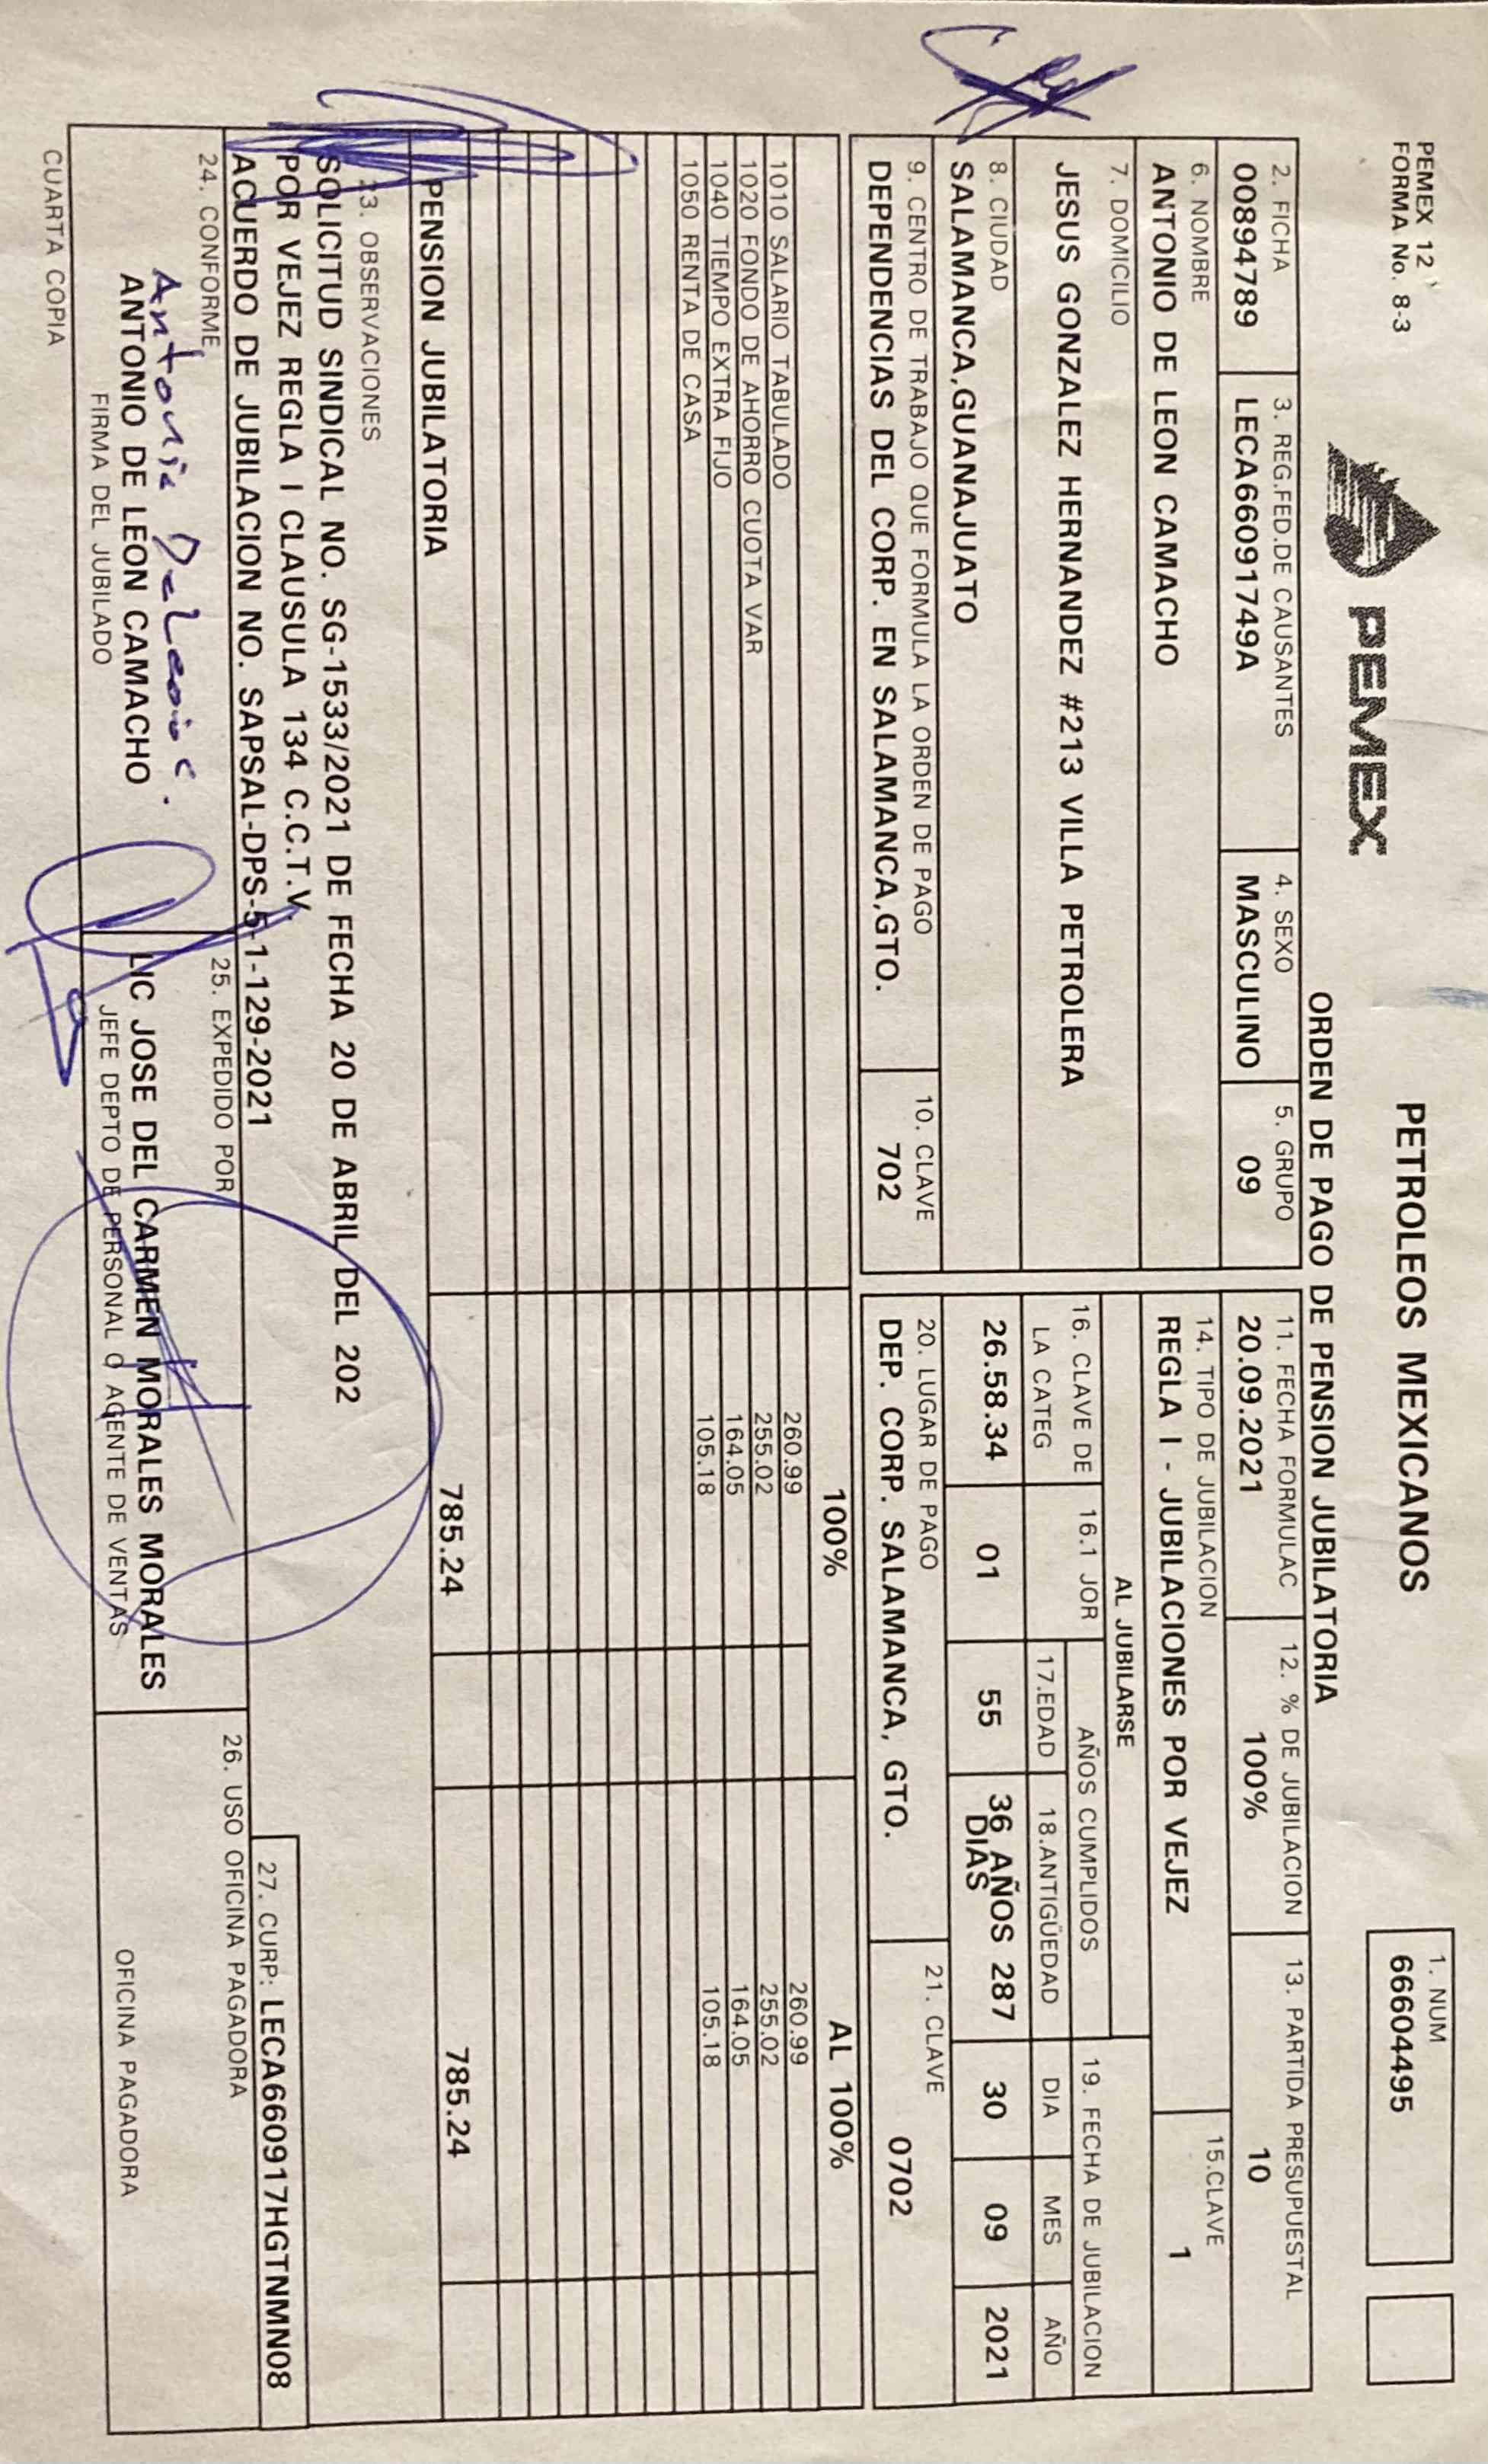 PEMEX 12
FORMA No. 8-3
PEMEX
PETROLEOS MEXICANOS
1. NUM
66604495
ORDEN DE PAGO DE PENSION JUBILATORIA
2. FICHA
00894789
3. REG.FED.DE CAUSANTES
LECA66091749A
4. SEXO
MASCULINO
5. GRUPO
09
11. FECHA FORMULAC
20.09.2021
12. % DE JUBILACION
100%
13. PARTIDA PRESUPUESTAL
10
6. NOMBRE
ANTONIO DE LEON CAMACHO
14. TIPO DE JUBILACION
REGLA I - JUBILACIONES POR VEJEZ
15.CLAVE
1
7. DOMICILIO
JESUS GONZALEZ HERNANDEZ #213 VILLA PETROLERA
AL JUBILARSE
16. CLAVE DE
LA CATEG
26.58.34
16.1 JOR
01
AÑOS CUMPLIDOS
17.EDAD
55
18.ANTIGÜEDAD
36 AÑOS 287
DIAS
19. FECHA DE JUBILACION
DIA MES AÑO
30 09 2021
8. CIUDAD
SALAMANCA,GUANAJUATO
9. CENTRO DE TRABAJO QUE FORMULA LA ORDEN DE PAGO
DEPENDENCIAS DEL CORP. EN SALAMANCA,GTO.
10. CLAVE
702
20. LUGAR DE PAGO
DEP. CORP. SALAMANCA, GTO.
21. CLAVE
0702
100% AL 100%
1010 SALARIO TABULADO 260.99 260.99
1020 FONDO DE AHORRO CUOTA VAR 255.02 255.02
1040 TIEMPO EXTRA FIJO 164.05 164.05
1050 RENTA DE CASA 105.18 105.18
PENSION JUBILATORIA 785.24 785.24
23. OBSERVACIONES
SOLICITUD SINDICAL NO. SG-1533/2021 DE FECHA 20 DE ABRIL DEL 202
POR VEJEZ REGLA I CLAUSULA 134 C.C.T.V.
ACUERDO DE JUBILACION NO. SAPSAL-DPS-5-1-129-2021
27. CURP: LECA660917HGTNMN08
24. CONFORME
Antonio DeLeon C.
ANTONIO DE LEON CAMACHO
FIRMA DEL JUBILADO
25. EXPEDIDO POR
LIC JOSE DEL CARMEN MORALES MORALES
JEFE DEPTO DE PERSONAL O AGENTE DE VENTAS
26. USO OFICINA PAGADORA
OFICINA PAGADORA
CUARTA COPIA